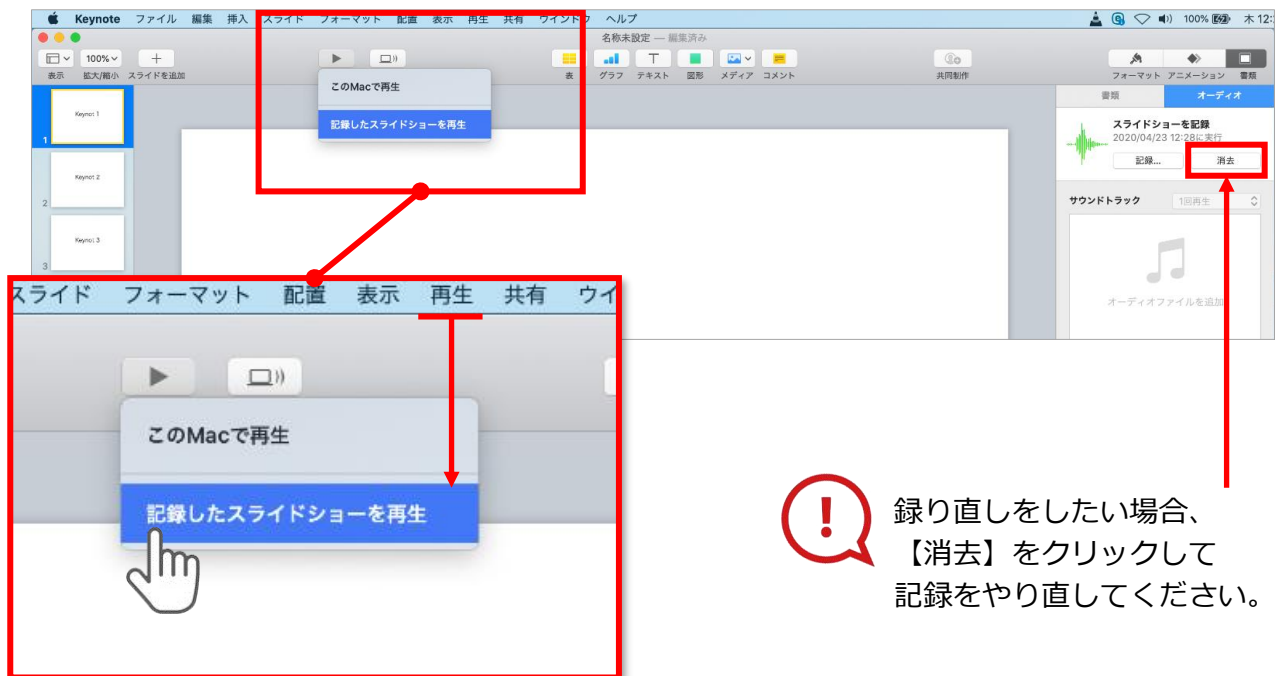 Keynote ファイル 編集 挿入 スライド フォーマット 配置 表示 再生 共有 ウインドウ ヘルプ 100% 木 12:
名称未設定 — 編集済み
100%
表示 拡大/縮小 スライドを追加 表 グラフ テキスト 図形 メディア コメント 共同制作 フォーマット アニメーション 書類
このMacで再生
記録したスライドショーを再生
書類 オーディオ
Keynot 1
1
Keynot 2
2
Keynot 3
3
スライドショーを記録
2020/04/23 12:28に実行
記録... 消去
サウンドトラック 1回再生
オーディオファイルを追加
スライド フォーマット 配置 表示 再生 共有 ウイ
このMacで再生
記録したスライドショーを再生
!
録り直しをしたい場合、
【消去】をクリックして
記録をやり直してください。